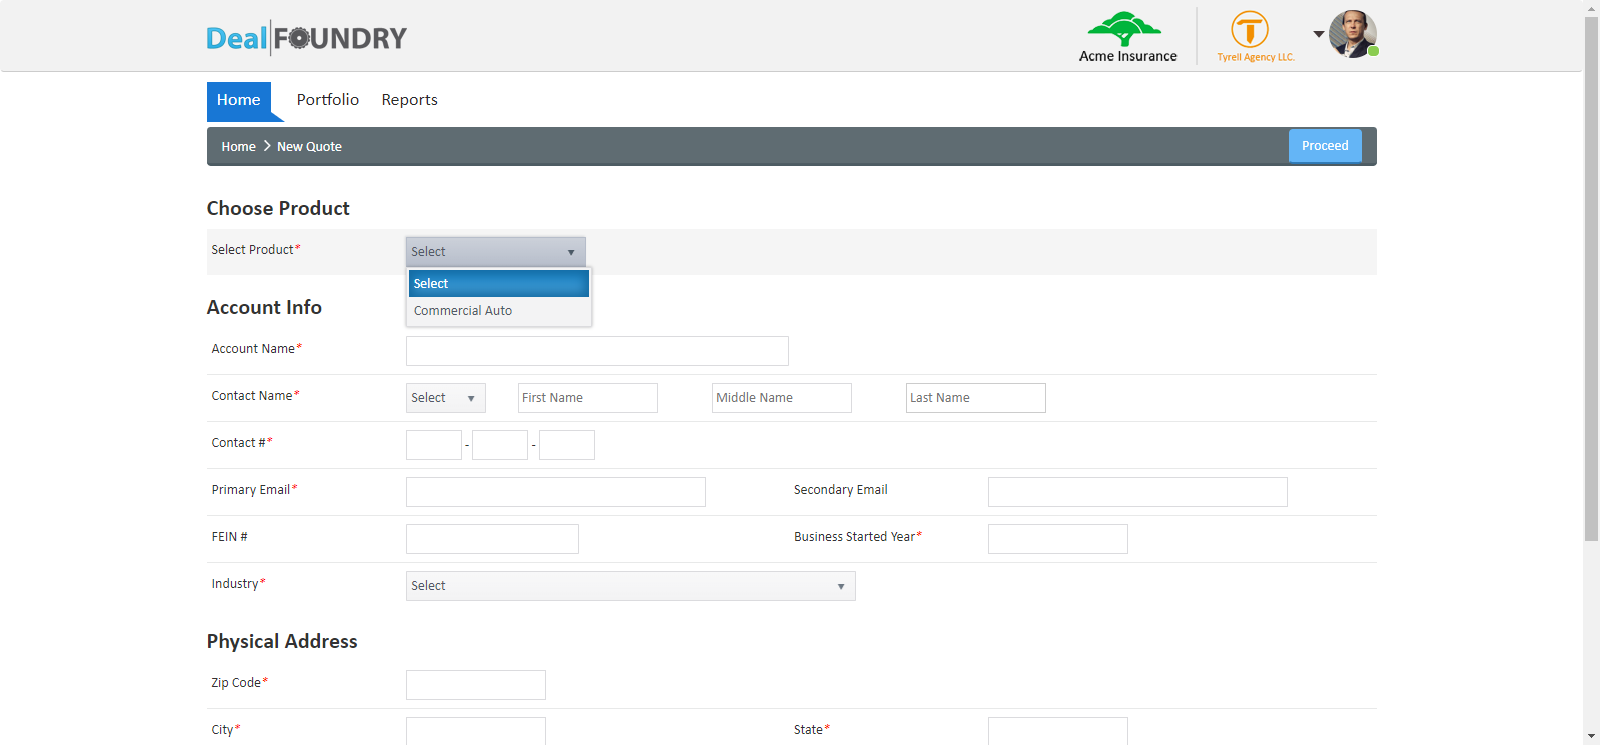 Deal FOUNDRY
Acme Insurance
Tyrell Agency LLC.
Home Portfolio Reports
Home > New Quote Proceed
Choose Product
Select Product* Select
Select
Commercial Auto
Account Info
Account Name*
Contact Name* Select First Name Middle Name Last Name
Contact #* - -
Primary Email* Secondary Email
FEIN # Business Started Year*
Industry* Select
Physical Address
Zip Code*
City* State*